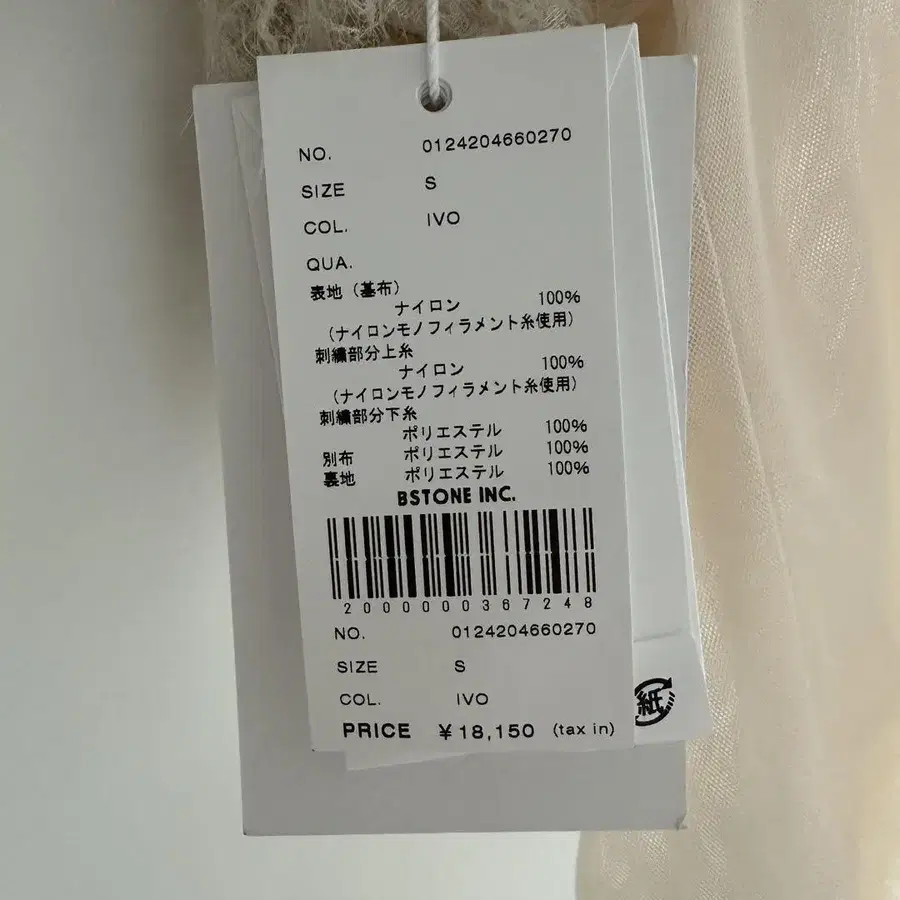 NO. 0124204660270
SIZE S
COL. IVO
QUA.
表地（基布）
ナイロン 100%
（ナイロンモノフィラメント糸使用）
刺繍部分上糸
ナイロン 100%
（ナイロンモノフィラメント糸使用）
刺繍部分下糸
ポリエステル 100%
別布 ポリエステル 100%
裏地 ポリエステル 100%
BSTONE INC.
2000000367248
NO. 0124204660270
SIZE S
COL. IVO
紙
PRICE ￥18,150 (tax in)